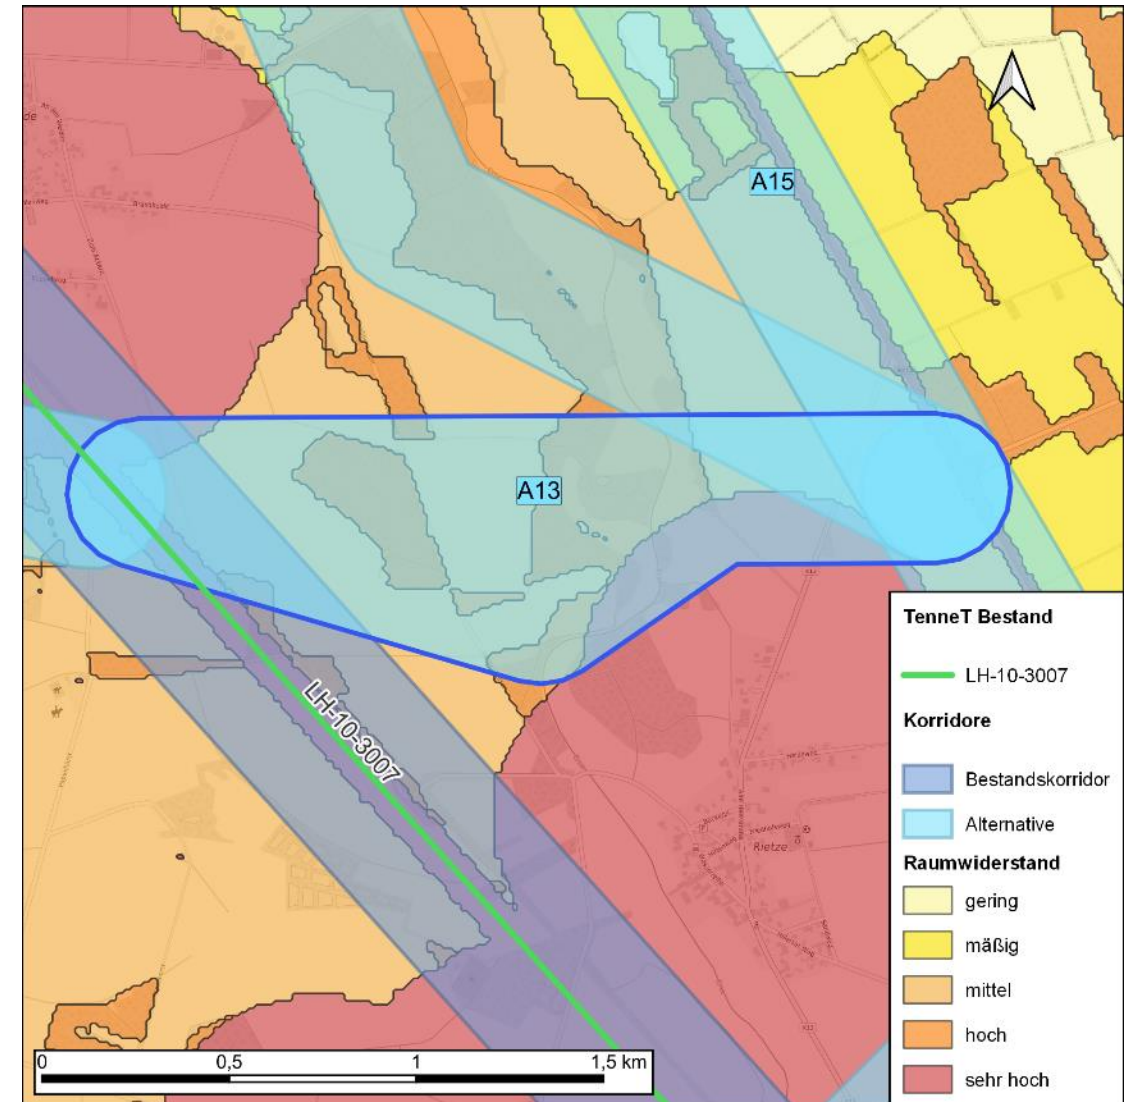 A15
A13
LH-10-3007
Rietze
TenneT Bestand
LH-10-3007
Korridore
Bestandskorridor
Alternative
Raumwiderstand
gering
mäßig
mittel
hoch
sehr hoch
0 0,5 1 1,5 km